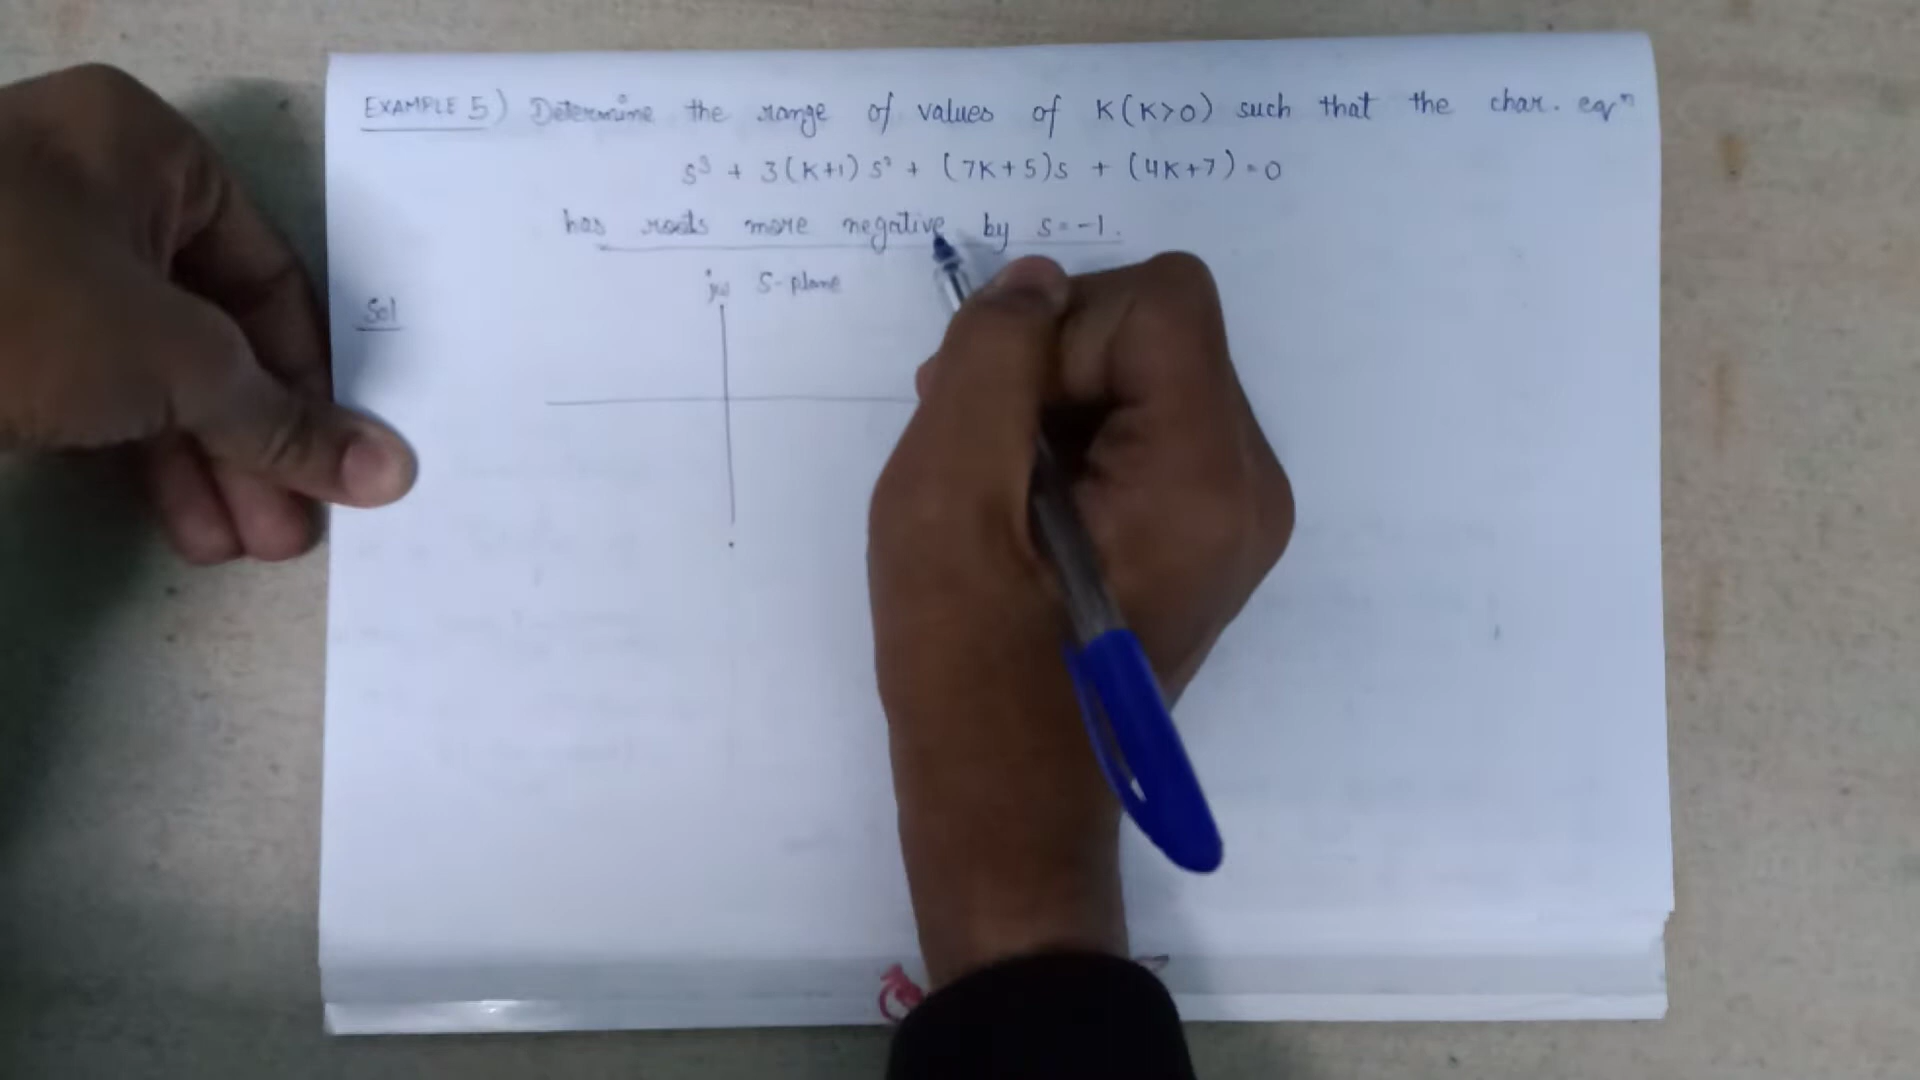 EXAMPLE 5) Determine the range of values of K(K>0) such that the char. eqⁿ
s³ + 3(K+1) s² + (7K+5)s + (4K+7) = 0
has roots more negative by s = -1.
jω S-plane
Sol